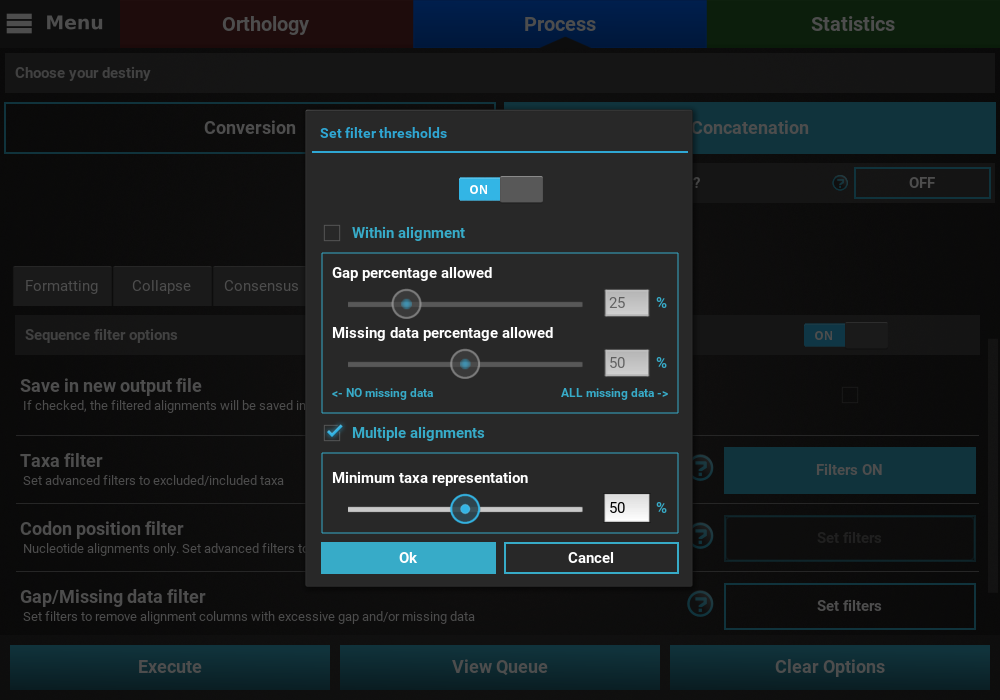 Menu
Orthology
Process
Statistics
Choose your destiny
Conversion
Concatenation
?
? OFF
Set filter thresholds
ON
Within alignment
Gap percentage allowed
25 %
Missing data percentage allowed
50 %
<- NO missing data
ALL missing data ->
Multiple alignments
Minimum taxa representation
50 %
Ok
Cancel
Formatting
Collapse
Consensus
Sequence filter options
ON
Save in new output file
If checked, the filtered alignments will be saved in
Taxa filter
Set advanced filters to excluded/included taxa
?
Filters ON
Codon position filter
Nucleotide alignments only. Set advanced filters to
?
Set filters
Gap/Missing data filter
Set filters to remove alignment columns with excessive gap and/or missing data
?
Set filters
Execute
View Queue
Clear Options